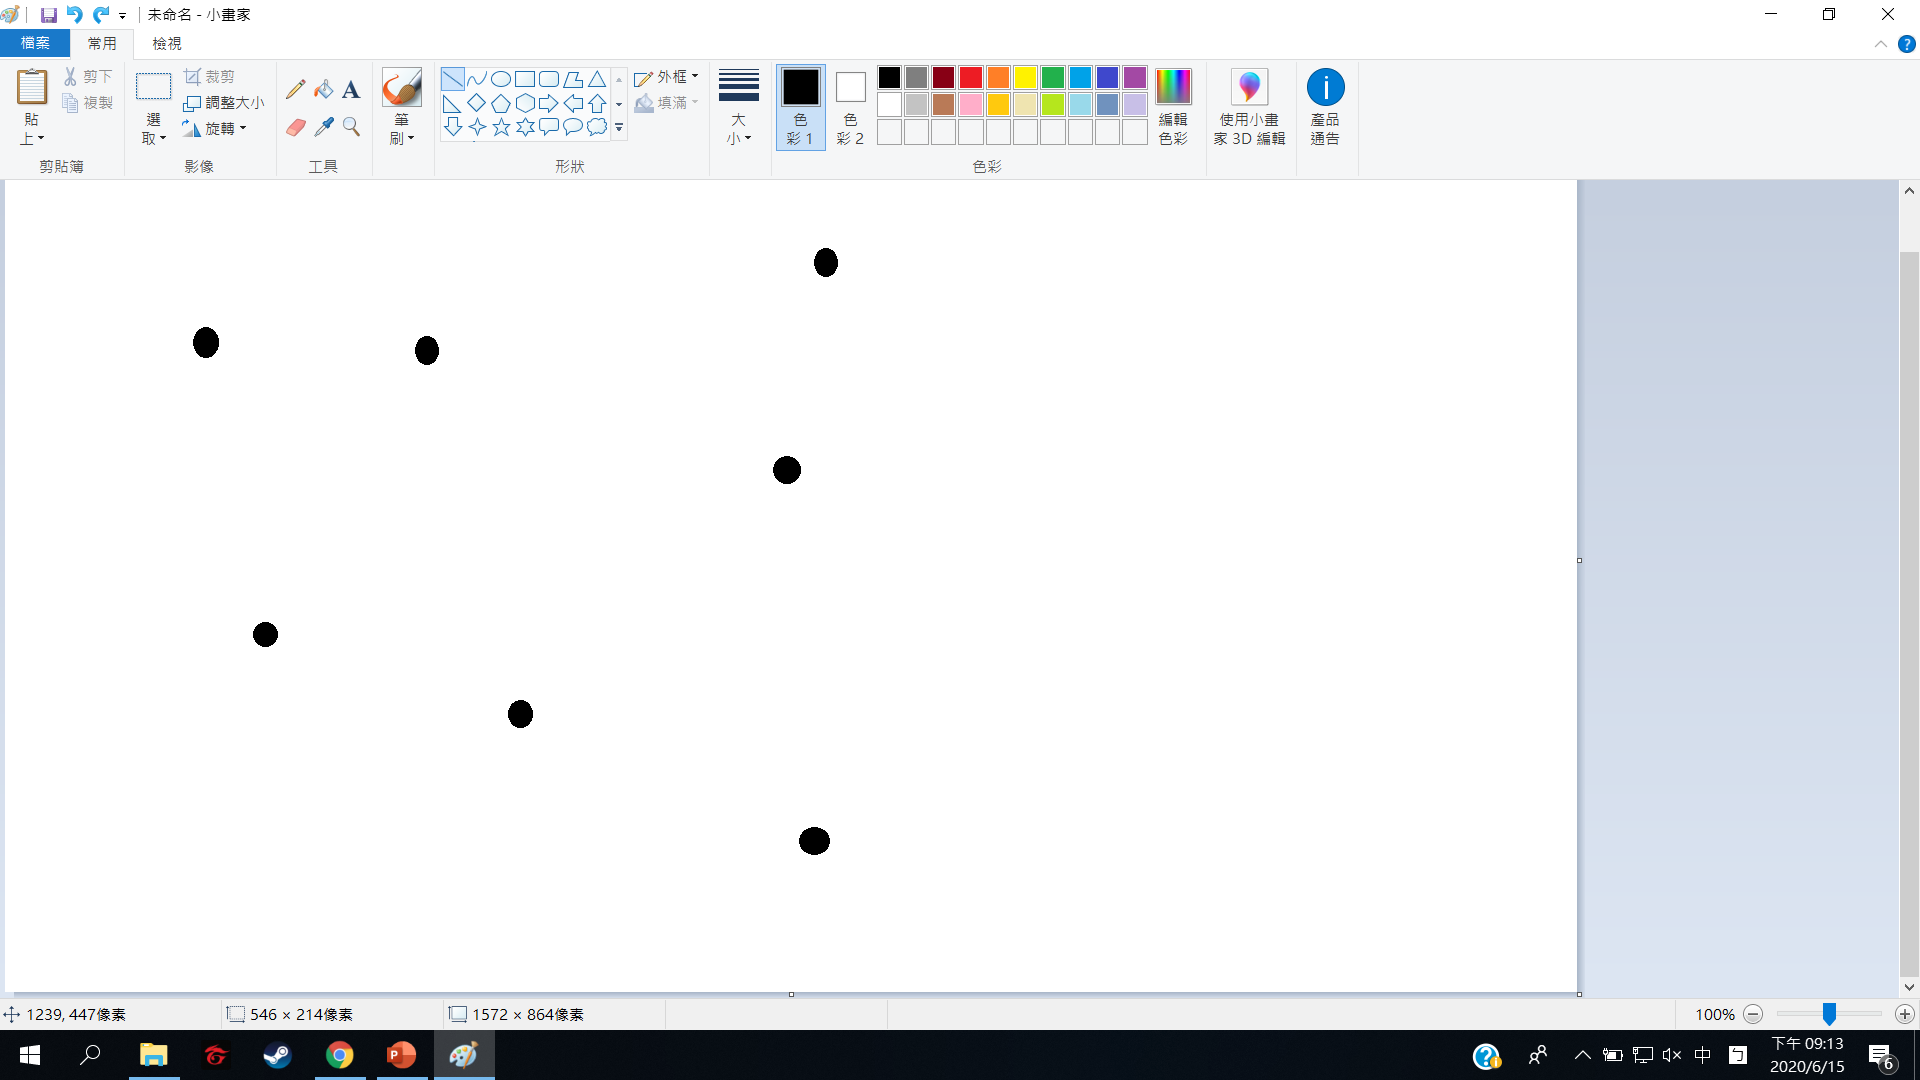 未命名 - 小畫家
檔案 常用 檢視
貼上
剪下
複製
剪貼簿
選取
裁剪
調整大小
旋轉
影像
A
工具
筆刷
外框
填滿
形狀
大小
色彩 1
色彩 2
編輯色彩
色彩
使用小畫家 3D 編輯
產品通告
1239, 447像素
546 × 214像素
1572 × 864像素
100%
中
ㄅ
下午 09:13
2020/6/15
6